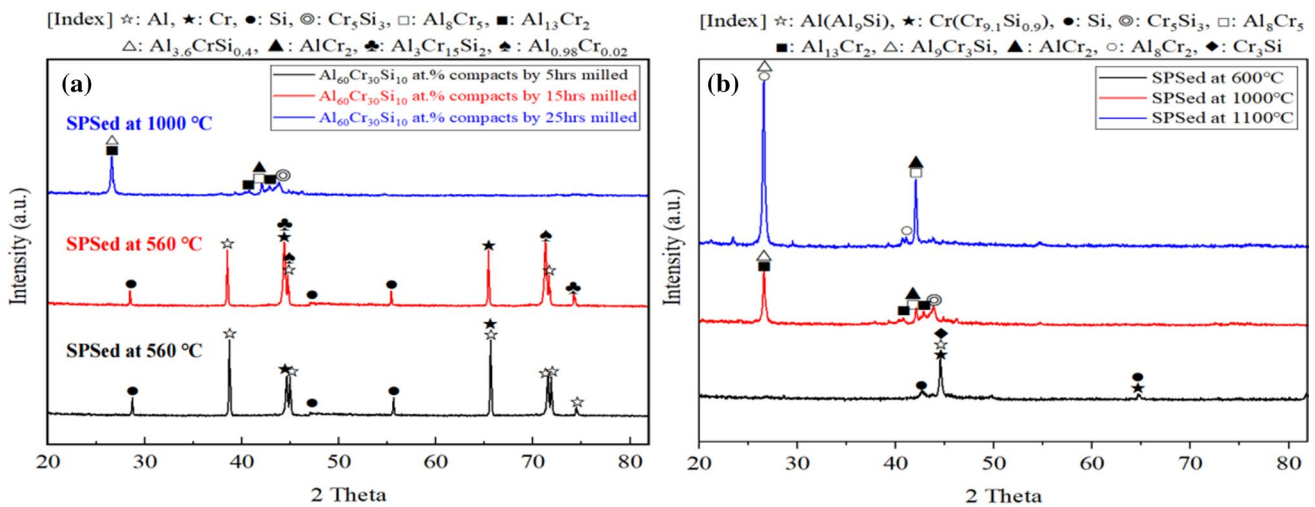 [Index] ☆: Al, ★: Cr, ●: Si, ◎: Cr₅Si₃, □: Al₈Cr₅, ■: Al₁₃Cr₂
△: Al₃.₆CrSi₀.₄, ▲: AlCr₂, ♣: Al₃Cr₁₅Si₂, ♠: Al₀.₉₈Cr₀.₀₂
(a)
Al₆₀Cr₃₀Si₁₀ at.% compacts by 5hrs milled
Al₆₀Cr₃₀Si₁₀ at.% compacts by 15hrs milled
Al₆₀Cr₃₀Si₁₀ at.% compacts by 25hrs milled
SPSed at 1000 °C
SPSed at 560 °C
SPSed at 560 °C
Intensity (a.u.)
20 30 40 50 60 70 80
2 Theta
[Index] ☆: Al(Al₉Si), ★: Cr(Cr₉.₁Si₀.₉), ●: Si, ◎: Cr₅Si₃, □: Al₈Cr₅
■: Al₁₃Cr₂, △: Al₉Cr₃Si, ▲: AlCr₂, ○: Al₈Cr₂, ◆: Cr₃Si
(b)
SPSed at 600°C
SPSed at 1000°C
SPSed at 1100°C
Intensity (a.u.)
20 30 40 50 60 70 80
2 Theta